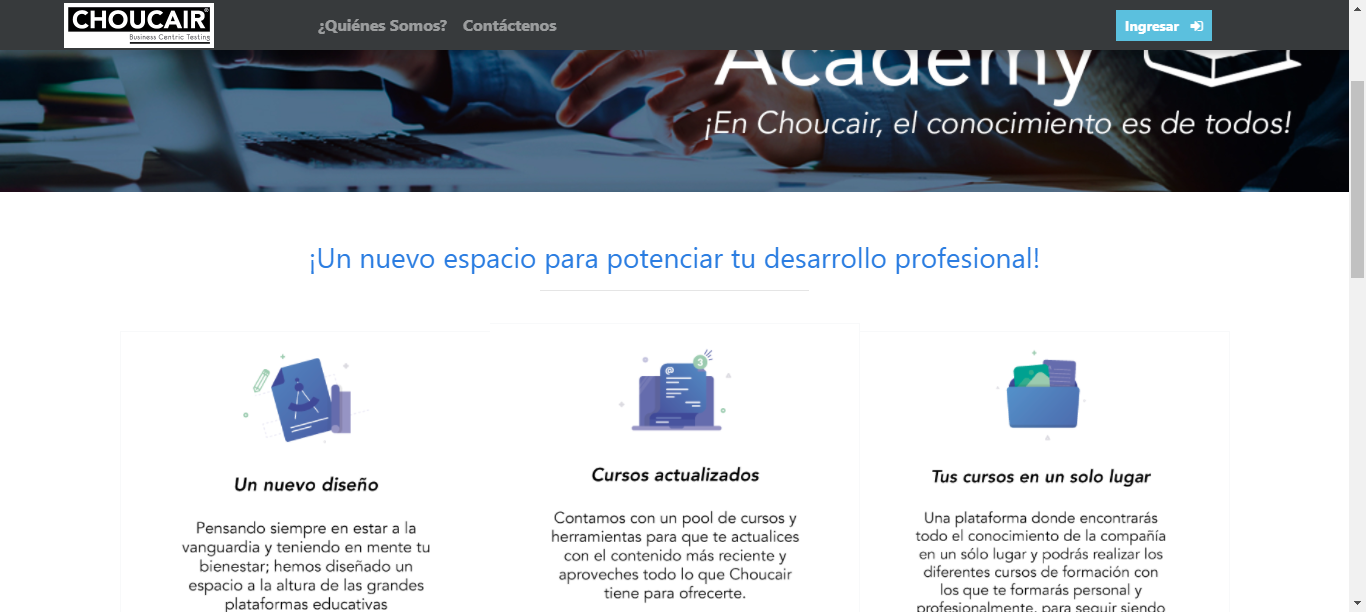 CHOUCAIR®
Business Centric Testing
¿Quiénes Somos? Contáctenos
Ingresar
Academy
¡En Choucair, el conocimiento es de todos!
¡Un nuevo espacio para potenciar tu desarrollo profesional!
Un nuevo diseño
Pensando siempre en estar a la
vanguardia y teniendo en mente tu
bienestar; hemos diseñado un
espacio a la altura de las grandes
plataformas educativas
3
@
Cursos actualizados
Contamos con un pool de cursos y
herramientas para que te actualices
con el contenido más reciente y
aproveches todo lo que Choucair
tiene para ofrecerte.
Tus cursos en un solo lugar
Una plataforma donde encontrarás
todo el conocimiento de la compañía
en un sólo lugar y podrás realizar los
diferentes cursos de formación con
los que te formarás personal y
profesionalmente, para seguir siendo